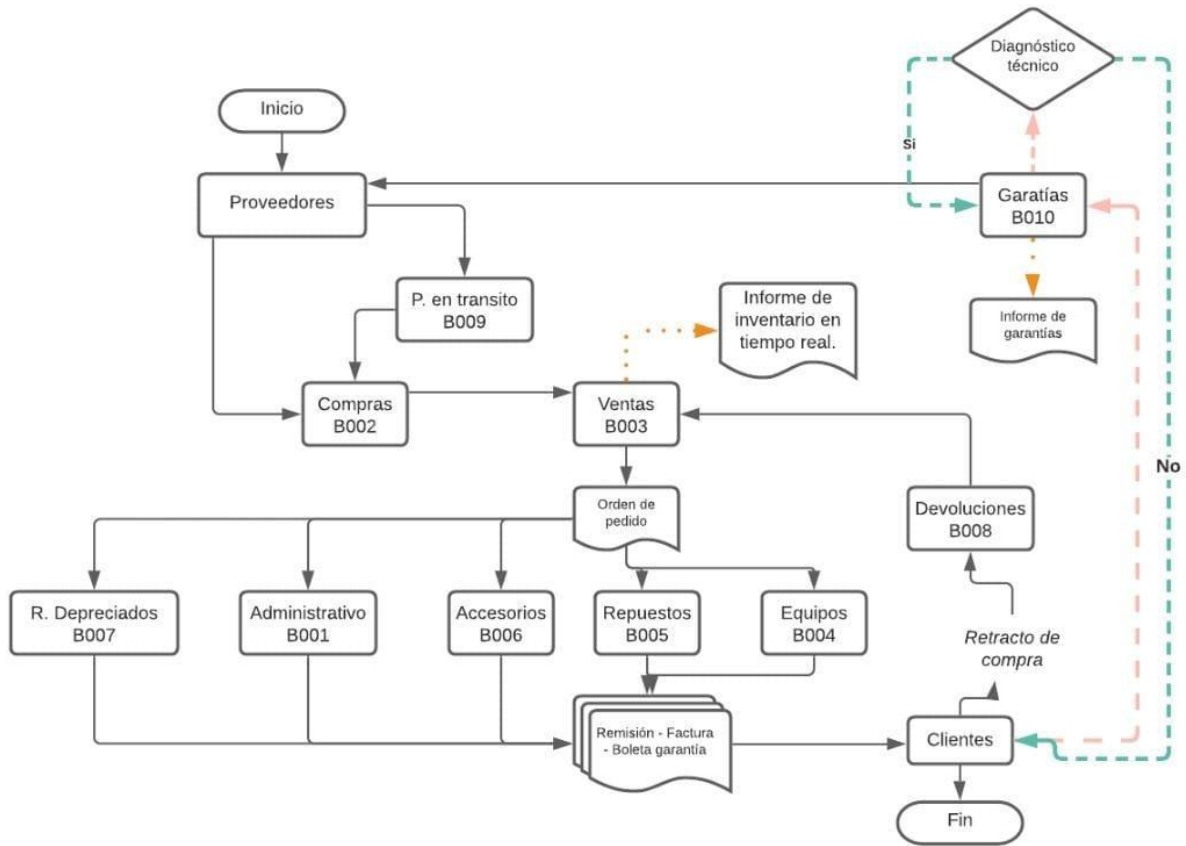 Diagnóstico
técnico
Inicio
Si
Proveedores
Garatías
B010
P. en transito
B009
Informe de
inventario en
tiempo real.
Informe de
garantías
Compras
B002
Ventas
B003
No
Orden de
pedido
Devoluciones
B008
R. Depreciados
B007
Administrativo
B001
Accesorios
B006
Repuestos
B005
Equipos
B004
Retracto de
compra
Remisión - Factura
- Boleta garantía
Clientes
Fin